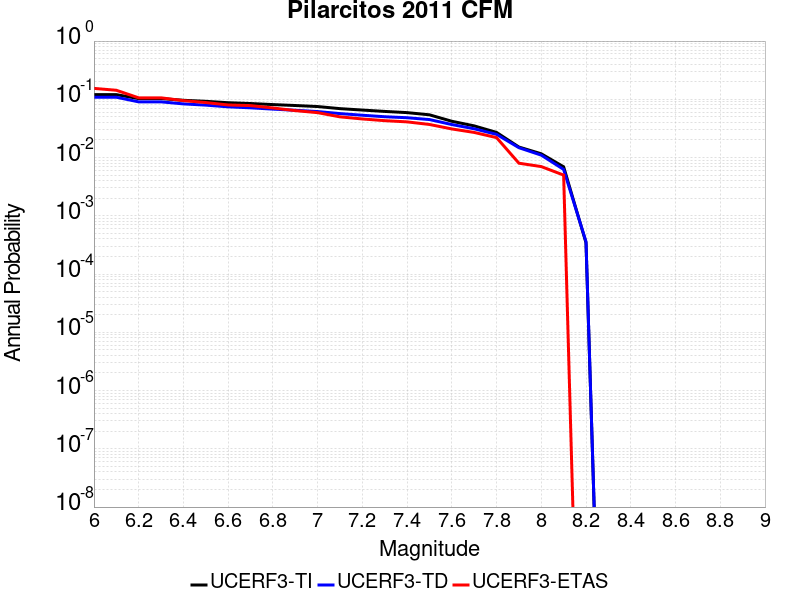 Pilarcitos 2011 CFM
10^0
10^-1
10^-2
10^-3
10^-4
10^-5
10^-6
10^-7
10^-8
Annual Probability
6 6.2 6.4 6.6 6.8 7 7.2 7.4 7.6 7.8 8 8.2 8.4 8.6 8.8 9
Magnitude
UCERF3-TI UCERF3-TD UCERF3-ETAS